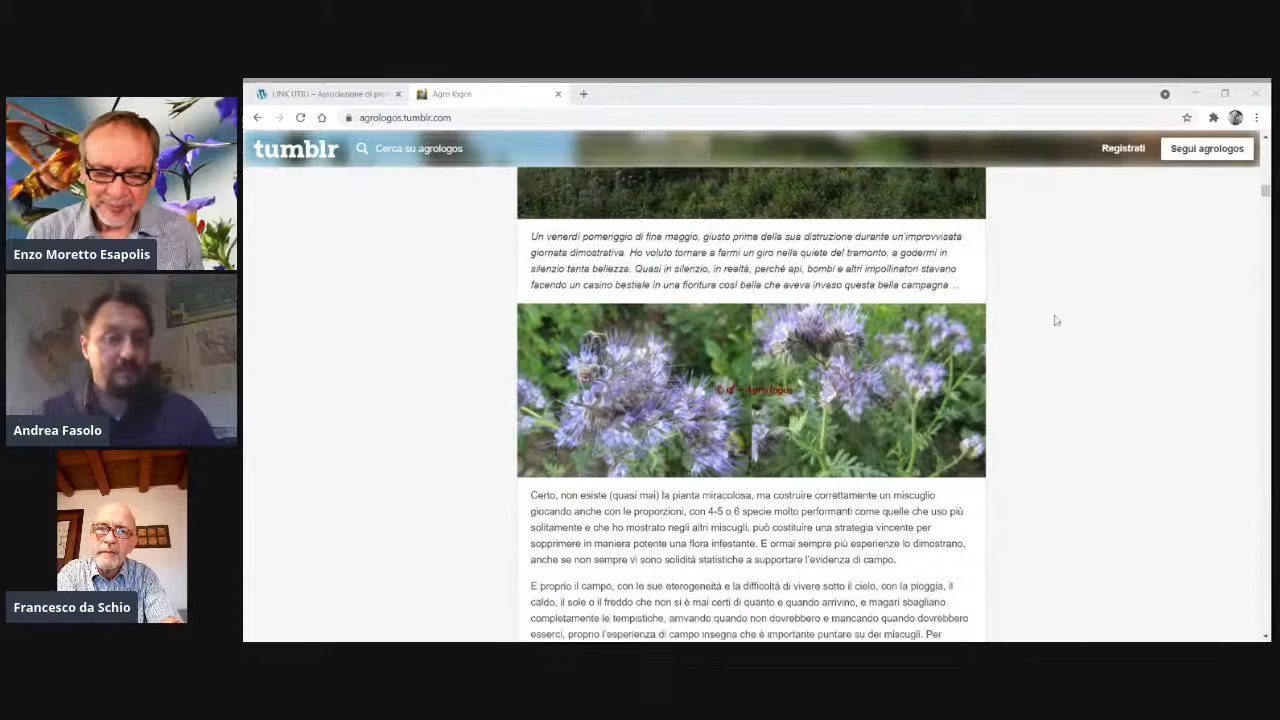 LINK UTILI – Associazione di pro
Agro lógos
agrologos.tumblr.com
tumblr
Cerca su agrologos
Registrati
Segui agrologos
Enzo Moretto Esapolis
Andrea Fasolo
Francesco da Schio
Un venerdì pomeriggio di fine maggio, giusto prima della sua distruzione durante un'improvvisata
giornata dimostrativa. Ho voluto tornare a farmi un giro nella quiete del tramonto, a godermi in
silenzio tanta bellezza. Quasi in silenzio, in realtà, perché api, bombi e altri impollinatori stavano
facendo un casino bestiale in una fioritura così bella che aveva invaso questa bella campagna…
© af - Agrologos
Certo, non esiste (quasi mai) la pianta miracolosa, ma costruire correttamente un miscuglio
giocando anche con le proporzioni, con 4-5 o 6 specie molto performanti come quelle che uso più
solitamente e che ho mostrato negli altri miscugli, può costituire una strategia vincente per
sopprimere in maniera potente una flora infestante. E ormai sempre più esperienze lo dimostrano,
anche se non sempre vi sono solidità statistiche a supportare l'evidenza di campo.
E proprio il campo, con le sue eterogeneità e la difficoltà di vivere sotto il cielo, con la pioggia, il
caldo, il sole o il freddo che non si è mai certi di quanto e quando arrivino, e magari sbagliano
completamente le tempistiche, arrivando quando non dovrebbero e mancando quando dovrebbero
esserci, proprio l'esperienza di campo insegna che è importante puntare su dei miscugli. Per